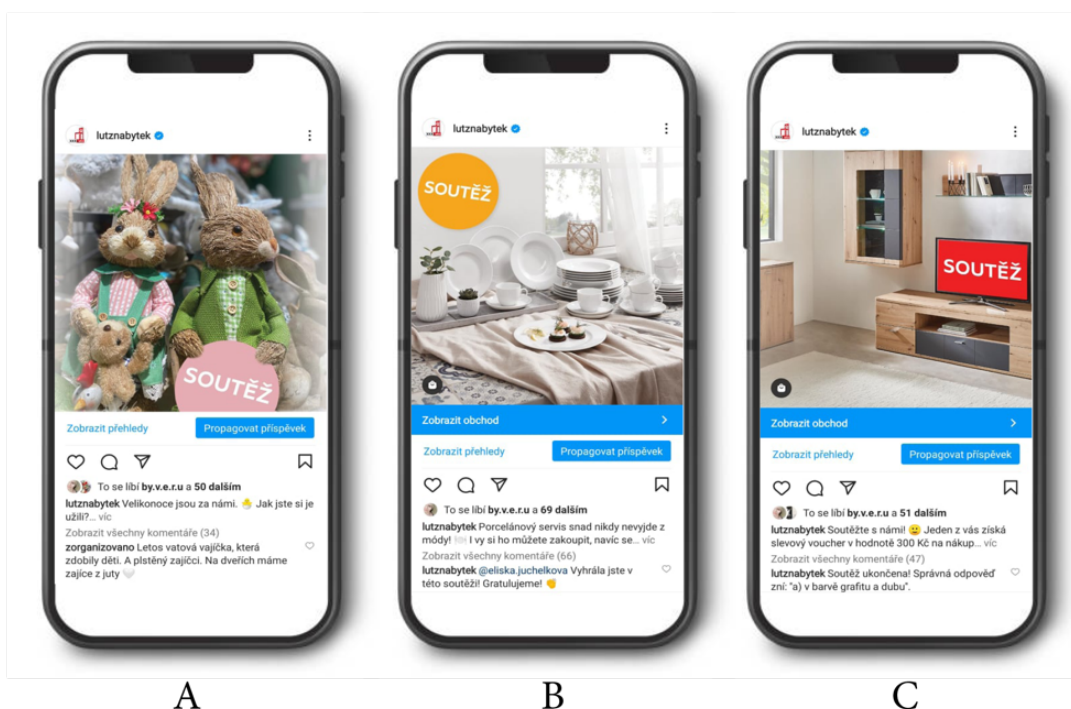 lutznabytek
SOUTĚŽ
Zobrazit přehledy
Propagovat příspěvek
To se líbí by.v.e.r.u a 50 dalším
lutznabytek Velikonoce jsou za námi. 🐣 Jak jste si je
užili?... víc
Zobrazit všechny komentáře (34)
zorganizovano Letos vatová vajíčka, která
zdobily děti. A plstěný zajíčci. Na dveřích máme
zajíce z juty 🤍
A
lutznabytek
SOUTĚŽ
Zobrazit obchod
Zobrazit přehledy
Propagovat příspěvek
To se líbí by.v.e.r.u a 69 dalším
lutznabytek Porcelánový servis snad nikdy nevyjde z
módy! 🍽 I vy si ho můžete zakoupit, navíc se... víc
Zobrazit všechny komentáře (66)
lutznabytek @eliska.juchelkova Vyhrála jste v
této soutěži! Gratulujeme! 👏
B
lutznabytek
SOUTĚŽ
Zobrazit obchod
Zobrazit přehledy
Propagovat příspěvek
To se líbí by.v.e.r.u a 51 dalším
lutznabytek Soutěžte s námi! 🙂 Jeden z vás získá
slevový voucher v hodnotě 300 Kč na nákup... víc
Zobrazit všechny komentáře (47)
lutznabytek Soutěž ukončena! Správná odpověď
zní: "a) v barvě grafitu a dubu".
C